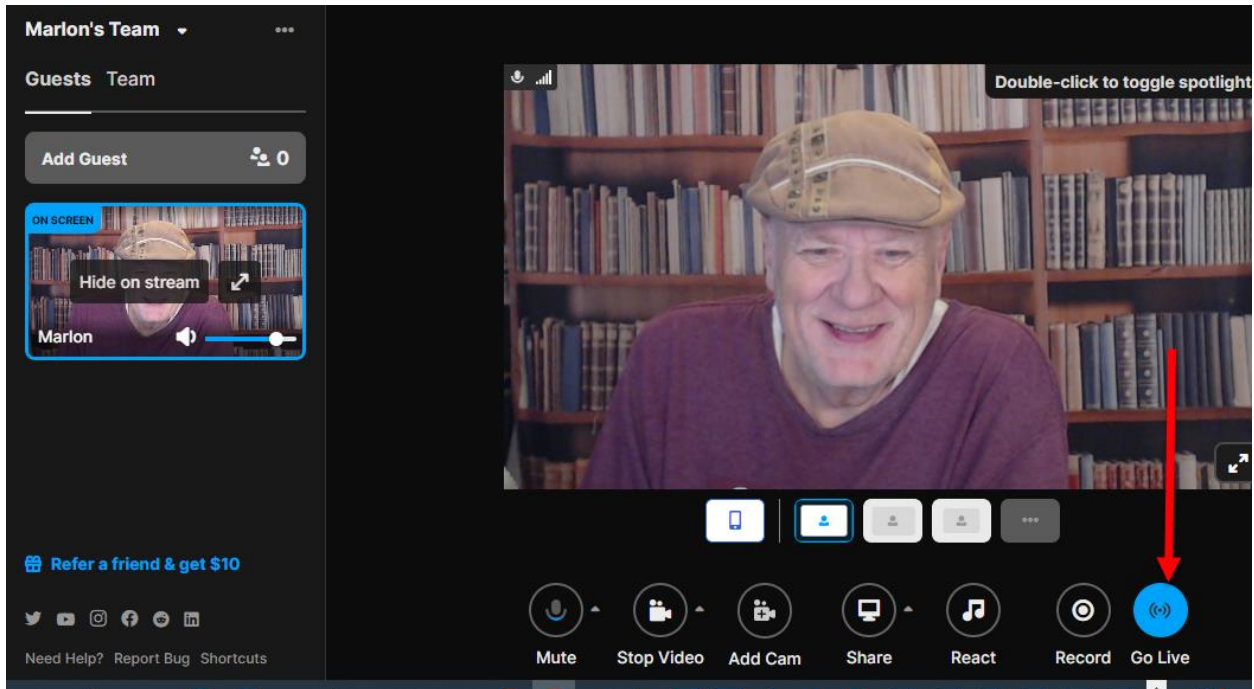 Marlon's Team
Guests Team
Add Guest 0
ON SCREEN
Hide on stream
Marlon
Refer a friend & get $10
Need Help? Report Bug Shortcuts
Double-click to toggle spotlight
Mute Stop Video Add Cam Share React Record Go Live